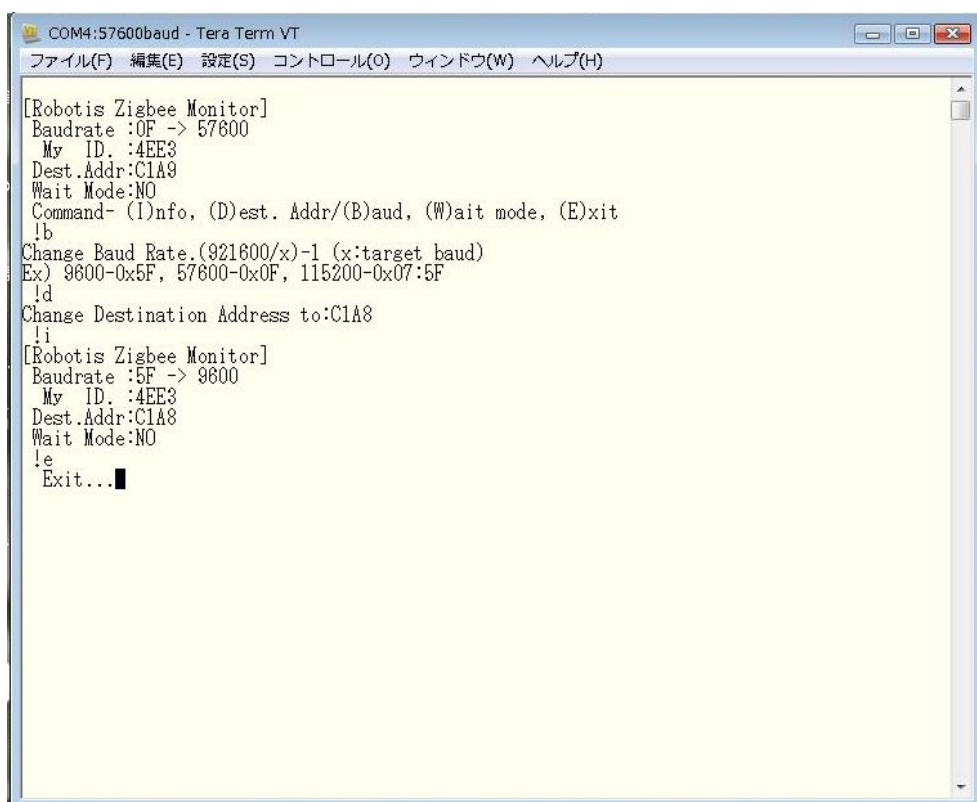 COM4:57600baud - Tera Term VT
ファイル(F) 編集(E) 設定(S) コントロール(O) ウィンドウ(W) ヘルプ(H)
[Robotis Zigbee Monitor]
Baudrate :0F -> 57600
My ID. :4EE3
Dest.Addr:C1A9
Wait Mode:NO
Command- (I)nfo, (D)est. Addr/(B)aud, (W)ait mode, (E)xit
!b
Change Baud Rate.(921600/x)-1 (x:target baud)
Ex) 9600-0x5F, 57600-0x0F, 115200-0x07:5F
!d
Change Destination Address to:C1A8
!i
[Robotis Zigbee Monitor]
Baudrate :5F -> 9600
My ID. :4EE3
Dest.Addr:C1A8
Wait Mode:NO
!e
Exit...